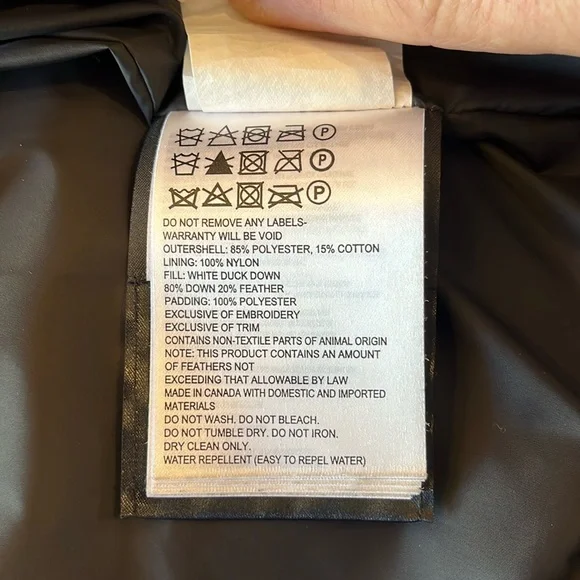 P
P
P
DO NOT REMOVE ANY LABELS-
WARRANTY WILL BE VOID
OUTERSHELL: 85% POLYESTER, 15% COTTON
LINING: 100% NYLON
FILL: WHITE DUCK DOWN
80% DOWN 20% FEATHER
PADDING: 100% POLYESTER
EXCLUSIVE OF EMBROIDERY
EXCLUSIVE OF TRIM
CONTAINS NON-TEXTILE PARTS OF ANIMAL ORIGIN
NOTE: THIS PRODUCT CONTAINS AN AMOUNT
OF FEATHERS NOT
EXCEEDING THAT ALLOWABLE BY LAW
MADE IN CANADA WITH DOMESTIC AND IMPORTED
MATERIALS
DO NOT WASH. DO NOT BLEACH.
DO NOT TUMBLE DRY. DO NOT IRON.
DRY CLEAN ONLY.
WATER REPELLENT (EASY TO REPEL WATER)